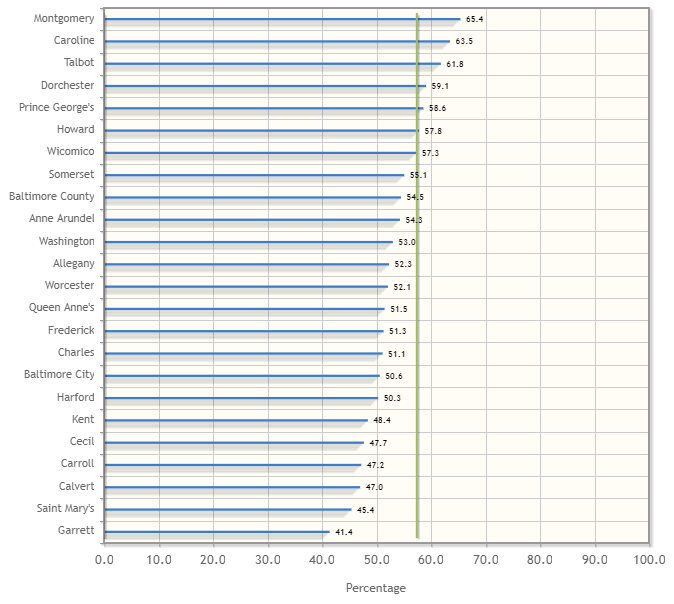 Montgomery 65.4
Caroline 63.5
Talbot 61.8
Dorchester 59.1
Prince George's 58.6
Howard 57.8
Wicomico 57.3
Somerset 55.1
Baltimore County 54.5
Anne Arundel 54.3
Washington 53.0
Allegany 52.3
Worcester 52.1
Queen Anne's 51.5
Frederick 51.3
Charles 51.1
Baltimore City 50.6
Harford 50.3
Kent 48.4
Cecil 47.7
Carroll 47.2
Calvert 47.0
Saint Mary's 45.4
Garrett 41.4
0.0 10.0 20.0 30.0 40.0 50.0 60.0 70.0 80.0 90.0 100.0
Percentage